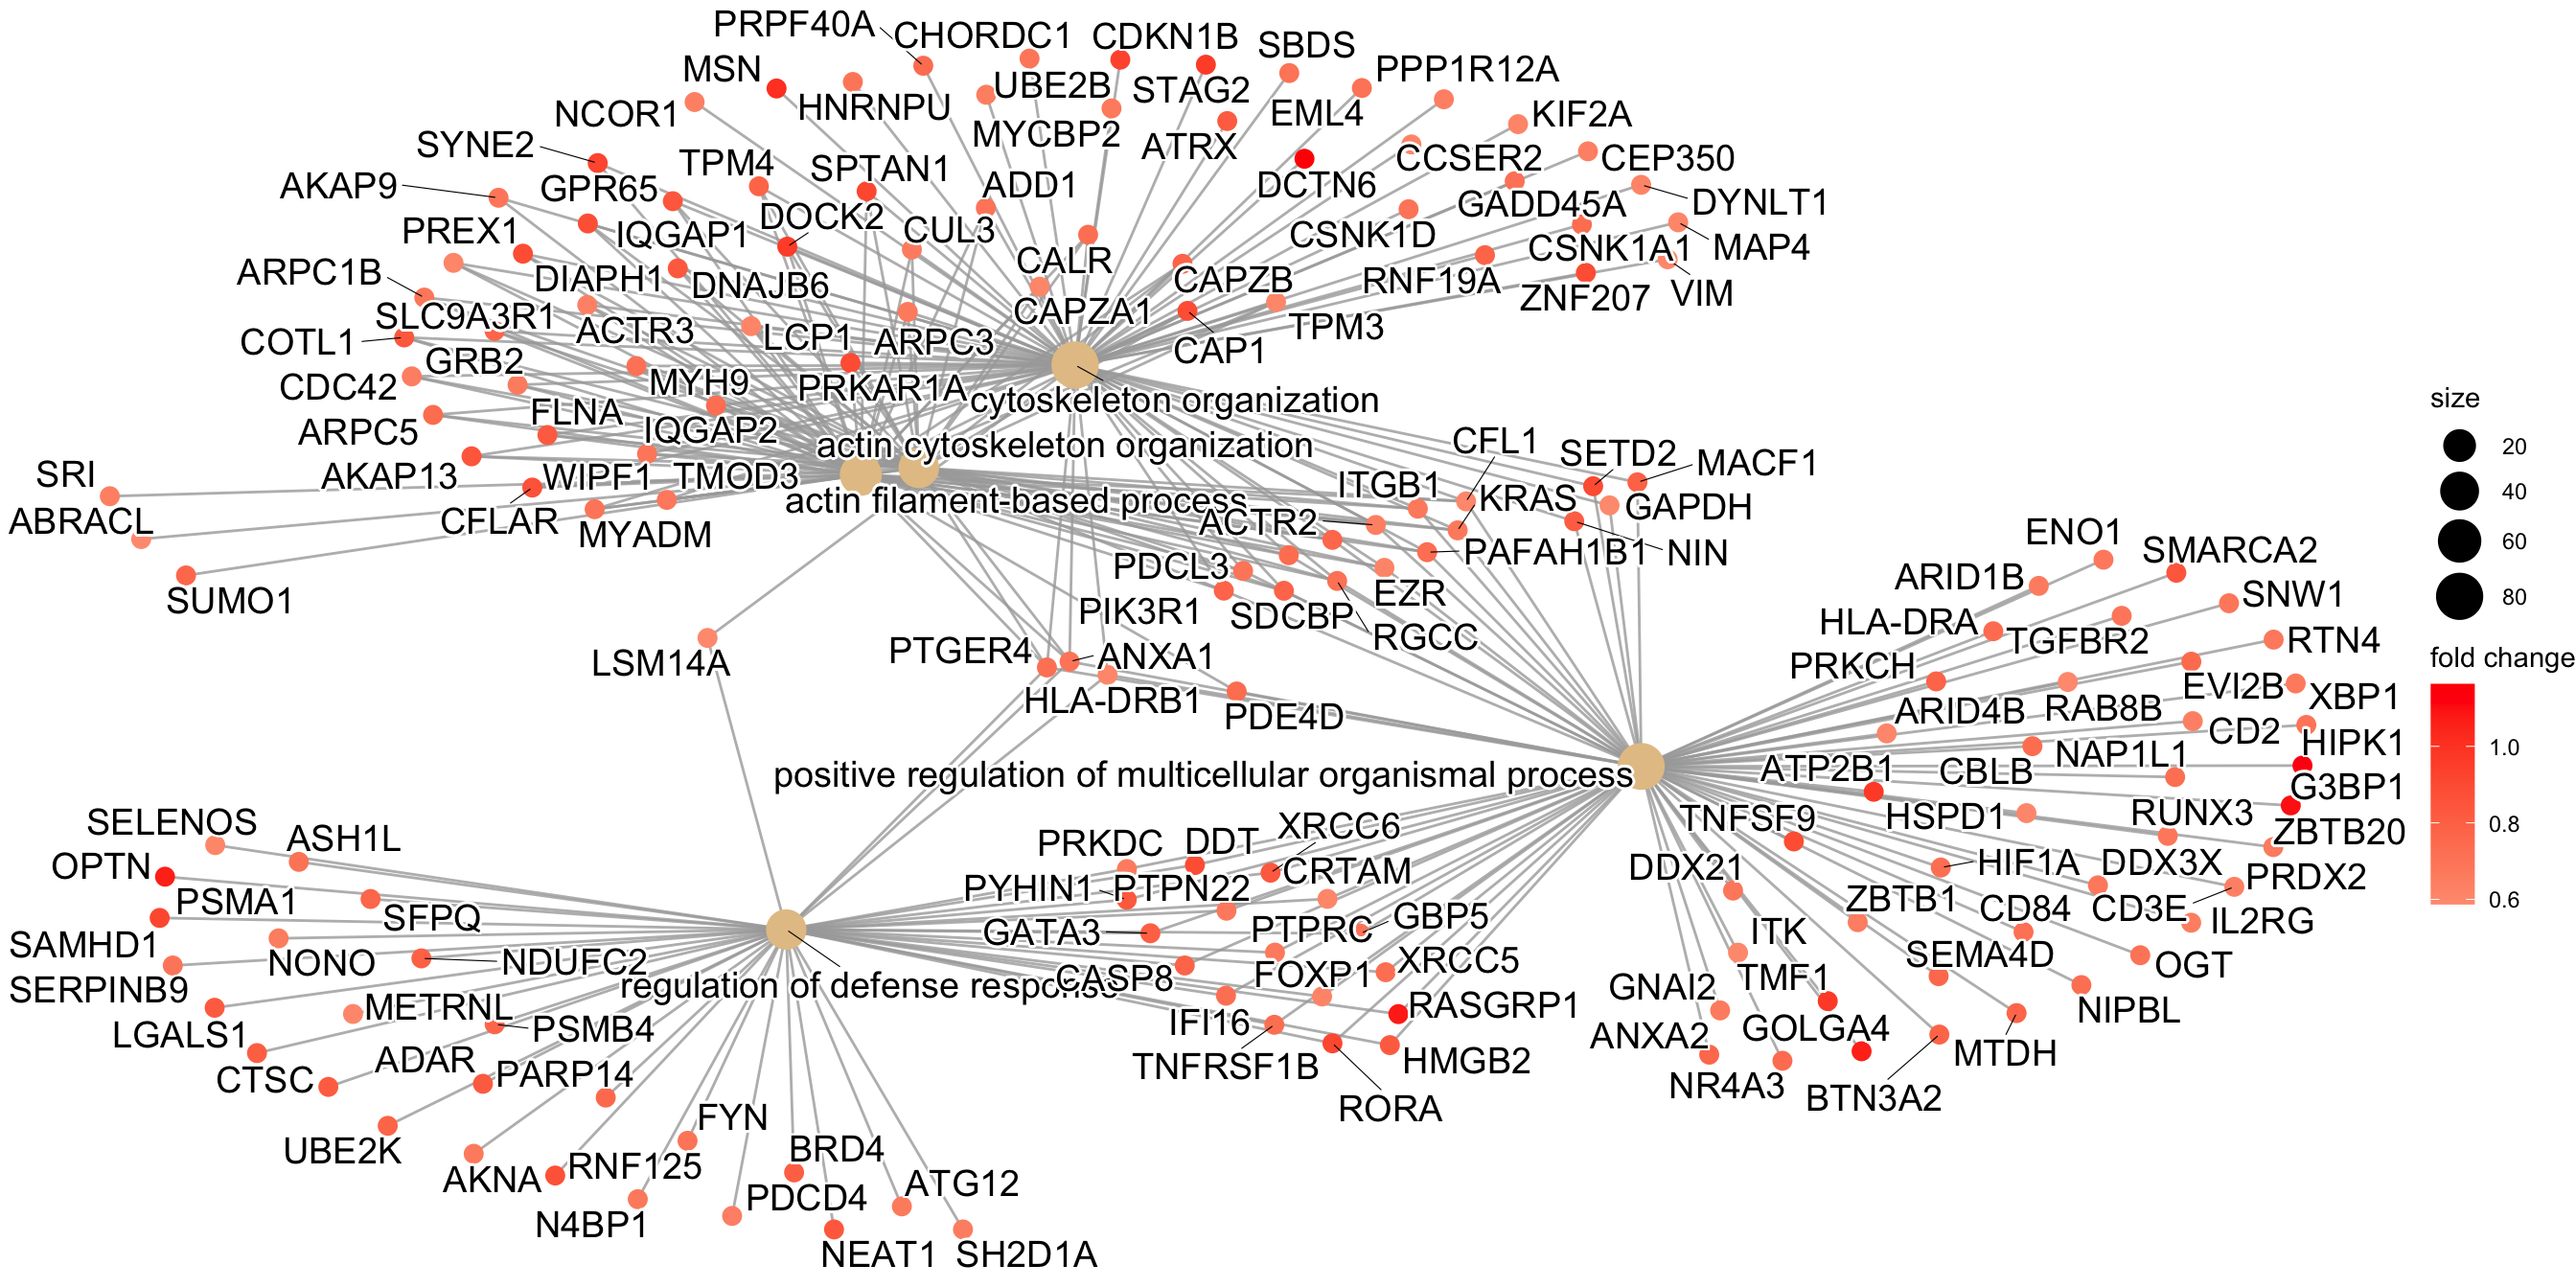 PRPF40A
CHORDC1
CDKN1B
SBDS
MSN
HNRNPU
UBE2B
STAG2
PPP1R12A
NCOR1
MYCBP2
ATRX
EML4
KIF2A
SYNE2
TPM4
SPTAN1
ADD1
DCTN6
CCSER2
CEP350
AKAP9
GPR65
DOCK2
CUL3
CSNK1D
GADD45A
DYNLT1
PREX1
IQGAP1
CALR
CSNK1A1
MAP4
ARPC1B
DIAPH1
DNAJB6
CAPZB
RNF19A
ZNF207
VIM
SLC9A3R1
ACTR3
LCP1
ARPC3
CAPZA1
TPM3
COTL1
GRB2
CAP1
CDC42
MYH9
PRKAR1A
cytoskeleton organization
FLNA
IQGAP2
actin cytoskeleton organization
ARPC5
AKAP13
WIPF1
TMOD3
actin filament-based process
SRI
ABRACL
CFLAR
MYADM
SUMO1
CFL1
SETD2
MACF1
ITGB1
KRAS
GAPDH
ACTR2
PAFAH1B1
NIN
PDCL3
EZR
PIK3R1
SDCBP
RGCC
LSM14A
PTGER4
ANXA1
HLA-DRB1
PDE4D
ENO1
SMARCA2
ARID1B
SNW1
HLA-DRA
TGFBR2
RTN4
PRKCH
EVI2B
XBP1
ARID4B
RAB8B
CD2
HIPK1
positive regulation of multicellular organismal process
ATP2B1
CBLB
NAP1L1
G3BP1
TNFSF9
HSPD1
RUNX3
ZBTB20
DDX21
HIF1A
DDX3X
PRDX2
ZBTB1
CD84
CD3E
IL2RG
ITK
SEMA4D
OGT
GNAI2
TMF1
NIPBL
ANXA2
GOLGA4
MTDH
NR4A3
BTN3A2
SELENOS
ASH1L
OPTN
PSMA1
SFPQ
SAMHD1
NONO
NDUFC2
SERPINB9
regulation of defense response
METRNL
LGALS1
PSMB4
CTSC
ADAR
PARP14
UBE2K
FYN
AKNA
RNF125
BRD4
N4BP1
PDCD4
ATG12
NEAT1
SH2D1A
PRKDC
DDT
XRCC6
PYHIN1
PTPN22
CRTAM
GATA3
PTPRC
GBP5
CASP8
FOXP1
XRCC5
IFI16
RASGRP1
TNFRSF1B
HMGB2
RORA
size
20
40
60
80
fold change
1.0
0.8
0.6